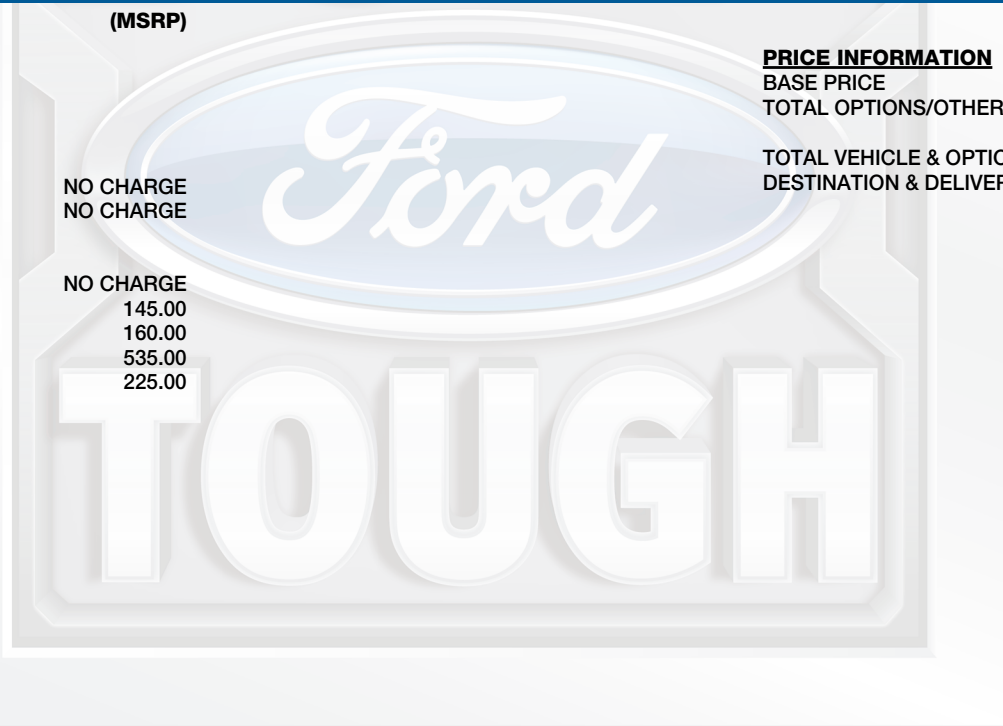 (MSRP)
NO CHARGE
NO CHARGE
NO CHARGE
145.00
160.00
535.00
225.00
PRICE INFORMATION
BASE PRICE
TOTAL OPTIONS/OTHER
TOTAL VEHICLE & OPTIO
DESTINATION & DELIVER
Ford
TOUGH